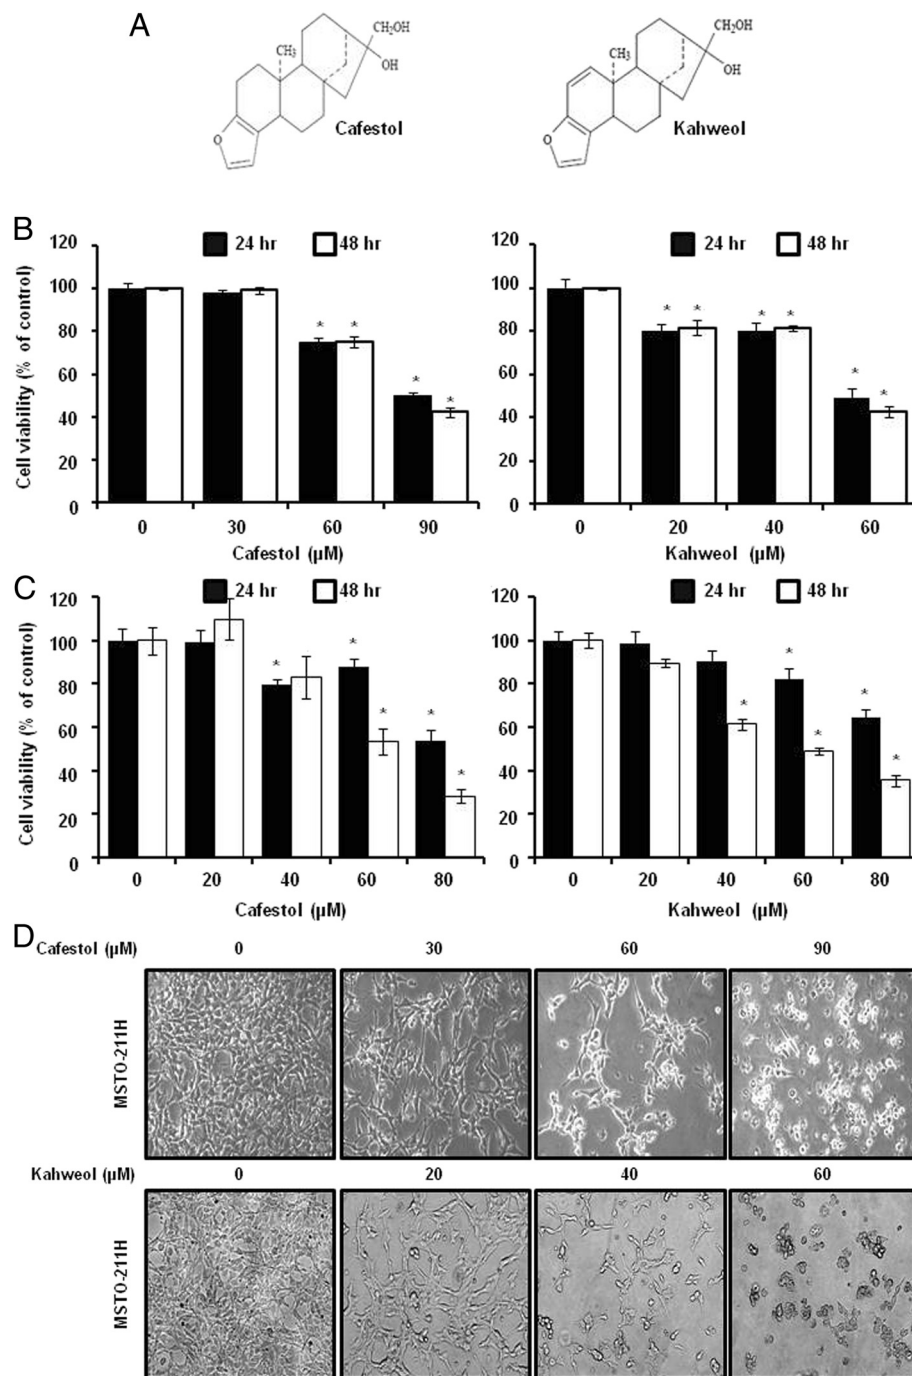 A
CH₃
CH₂OH
OH
O
Cafestol
CH₃
CH₂OH
OH
O
Kahweol
B
24 hr 48 hr
Cell viability (% of control)
120
100
80
60
40
20
0
* * * *
0 30 60 90
Cafestol (µM)
24 hr 48 hr
120
100
80
60
40
20
0
* * * * * *
0 20 40 60
Kahweol (µM)
C
24 hr 48 hr
Cell viability (% of control)
120
100
80
60
40
20
0
* * * * *
0 20 40 60 80
Cafestol (µM)
24 hr 48 hr
120
100
80
60
40
20
0
* * * * *
0 20 40 60 80
Kahweol (µM)
D
Cafestol (µM) 0 30 60 90
MSTO-211H
Kahweol (µM) 0 20 40 60
MSTO-211H